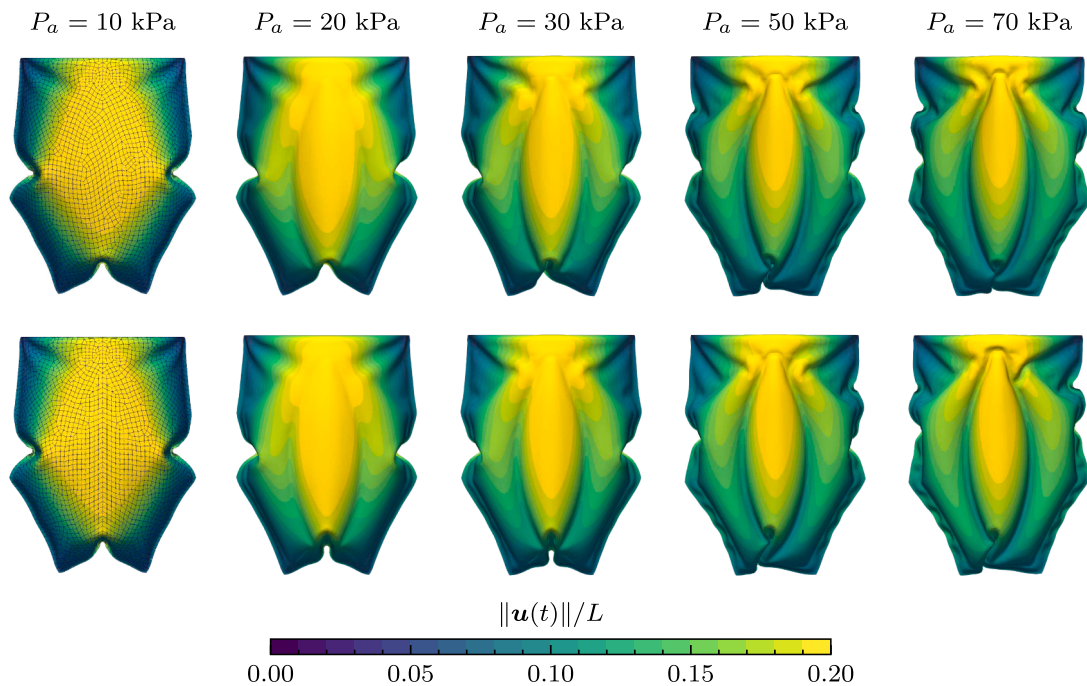 P_a = 10 kPa P_a = 20 kPa P_a = 30 kPa P_a = 50 kPa P_a = 70 kPa
‖u(t)‖/L
0.00 0.05 0.10 0.15 0.20